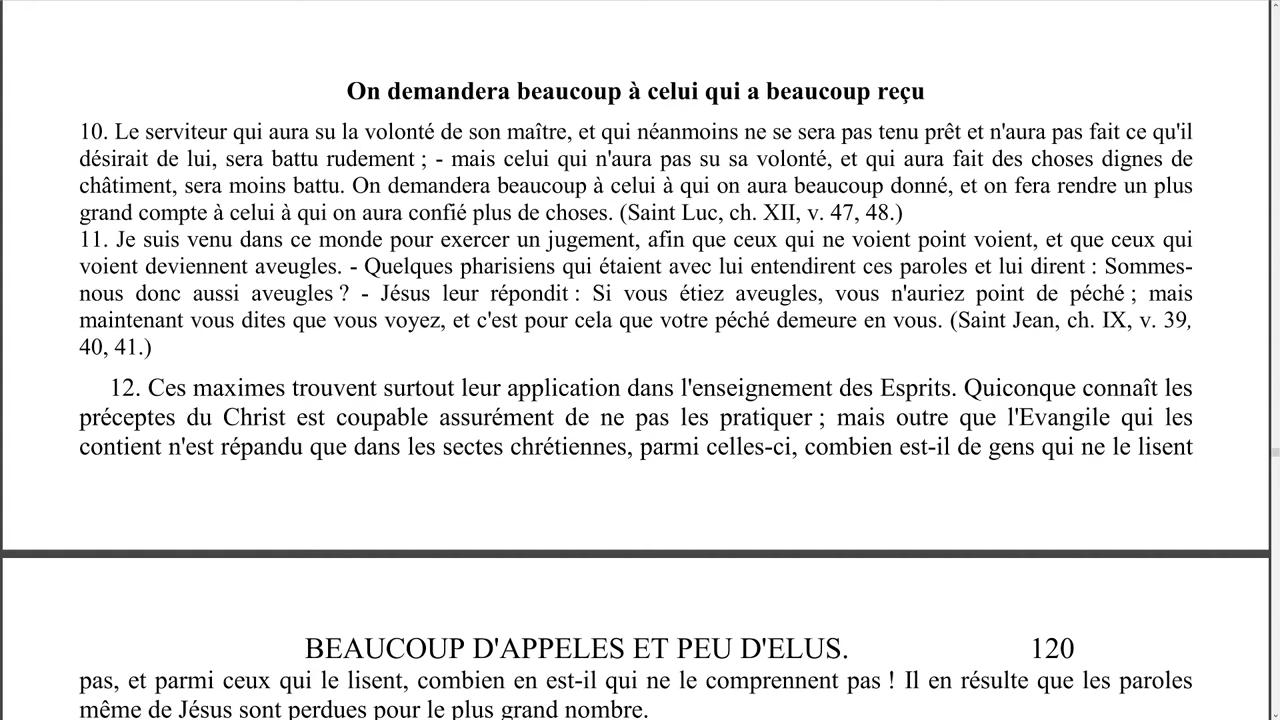 On demandera beaucoup à celui qui a beaucoup reçu
10. Le serviteur qui aura su la volonté de son maître, et qui néanmoins ne se sera pas tenu prêt et n'aura pas fait ce qu'il
désirait de lui, sera battu rudement ; - mais celui qui n'aura pas su sa volonté, et qui aura fait des choses dignes de
châtiment, sera moins battu. On demandera beaucoup à celui à qui on aura beaucoup donné, et on fera rendre un plus
grand compte à celui à qui on aura confié plus de choses. (Saint Luc, ch. XII, v. 47, 48.)
11. Je suis venu dans ce monde pour exercer un jugement, afin que ceux qui ne voient point voient, et que ceux qui
voient deviennent aveugles. - Quelques pharisiens qui étaient avec lui entendirent ces paroles et lui dirent : Sommes-
nous donc aussi aveugles ? - Jésus leur répondit : Si vous étiez aveugles, vous n'auriez point de péché ; mais
maintenant vous dites que vous voyez, et c'est pour cela que votre péché demeure en vous. (Saint Jean, ch. IX, v. 39,
40, 41.)
12. Ces maximes trouvent surtout leur application dans l'enseignement des Esprits. Quiconque connaît les
préceptes du Christ est coupable assurément de ne pas les pratiquer ; mais outre que l'Evangile qui les
contient n'est répandu que dans les sectes chrétiennes, parmi celles-ci, combien est-il de gens qui ne le lisent
BEAUCOUP D'APPELES ET PEU D'ELUS. 120
pas, et parmi ceux qui le lisent, combien en est-il qui ne le comprennent pas ! Il en résulte que les paroles
même de Jésus sont perdues pour le plus grand nombre.